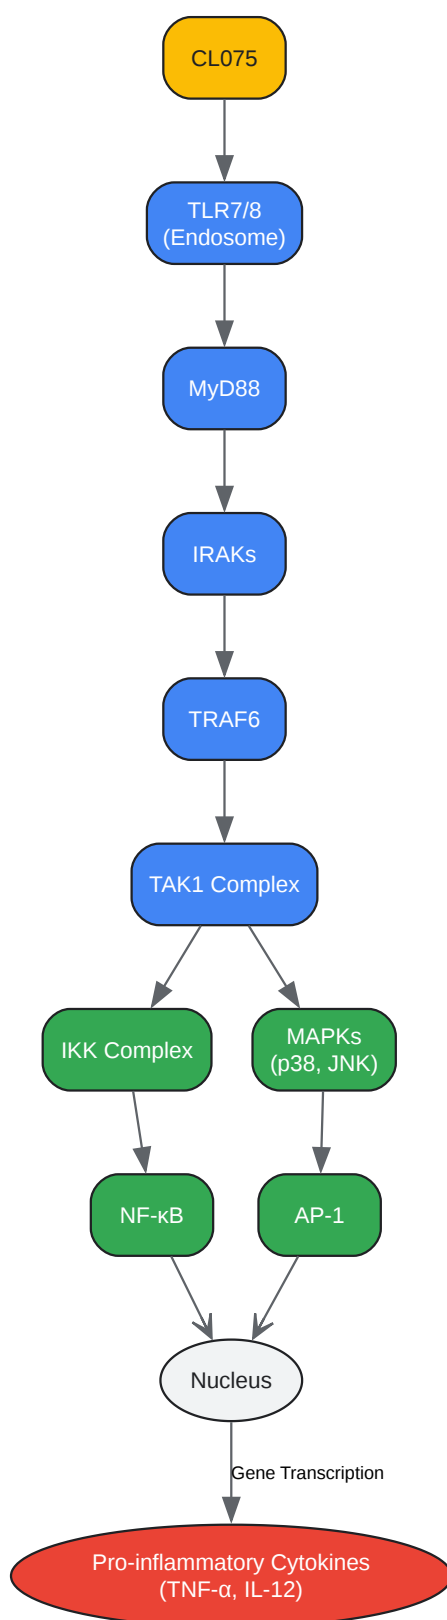 CL075
TLR7/8
(Endosome)
MyD88
IRAKs
TRAF6
TAK1 Complex
IKK Complex
MAPKs
(p38, JNK)
NF-κB
AP-1
Nucleus
Gene Transcription
Pro-inflammatory Cytokines
(TNF-α, IL-12)